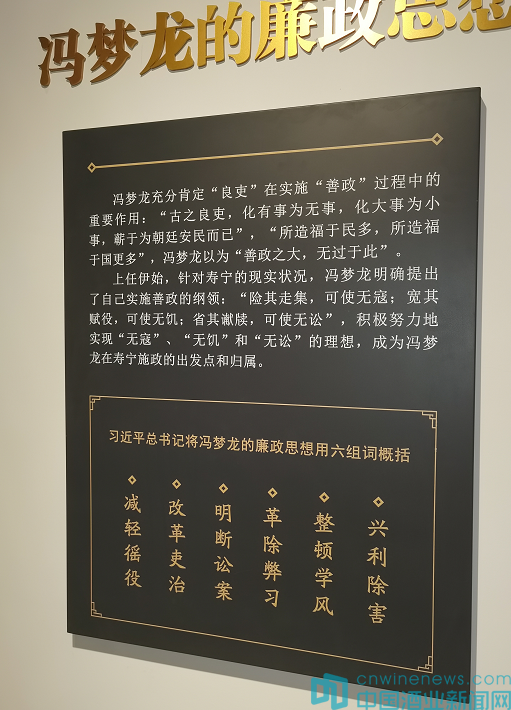 冯梦龙的廉政思想
冯梦龙充分肯定“良吏”在实施“善政”过程中的
重要作用：“古之良吏，化有事为无事，化大事为小
事，蕲于为朝廷安民而已”，“所造福于民多，所造福
于国更多”，冯梦龙以为“善政之大，无过于此”。
上任伊始，针对寿宁的现实状况，冯梦龙明确提出
了自己实施善政的纲领：“险其走集，可使无寇；宽其
赋役，可使无饥；省其谳牍，可使无讼”，积极努力地
实现“无寇”、“无饥”和“无讼”的理想，成为冯梦
龙在寿宁施政的出发点和归属。
习近平总书记将冯梦龙的廉政思想用六组词概括
减轻徭役
改革吏治
明断讼案
革除弊习
整顿学风
兴利除害
cnwinenews.com
中国酒业新闻网